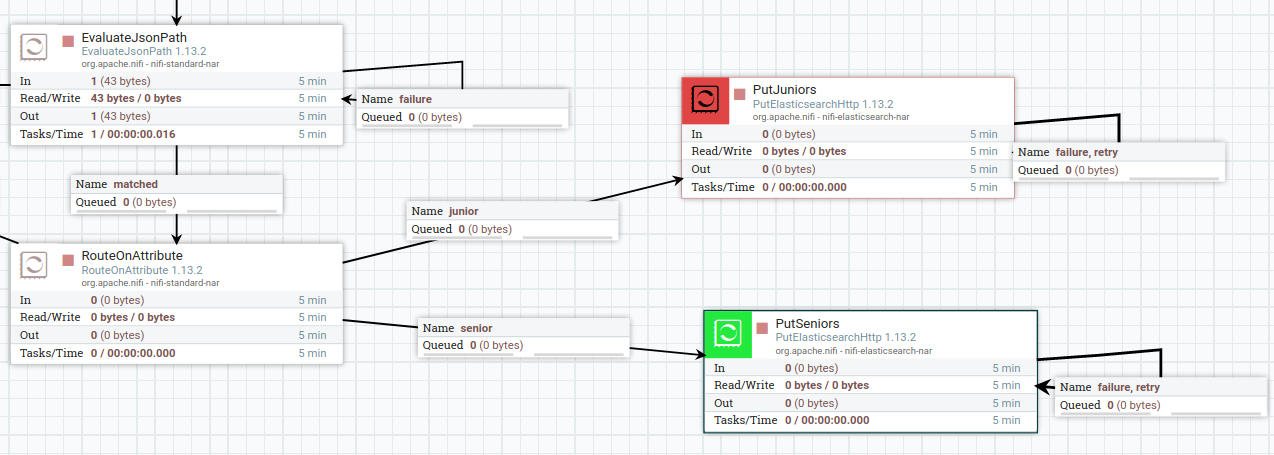 EvaluateJsonPath
EvaluateJsonPath 1.13.2
org.apache.nifi - nifi-standard-nar
In 1 (43 bytes) 5 min
Read/Write 43 bytes / 0 bytes 5 min
Out 1 (43 bytes) 5 min
Tasks/Time 1 / 00:00:00.016 5 min
Name failure
Queued 0 (0 bytes)
Name matched
Queued 0 (0 bytes)
RouteOnAttribute
RouteOnAttribute 1.13.2
org.apache.nifi - nifi-standard-nar
In 0 (0 bytes) 5 min
Read/Write 0 bytes / 0 bytes 5 min
Out 0 (0 bytes) 5 min
Tasks/Time 0 / 00:00:00.000 5 min
Name junior
Queued 0 (0 bytes)
Name senior
Queued 0 (0 bytes)
PutJuniors
PutElasticsearchHttp 1.13.2
org.apache.nifi - nifi-elasticsearch-nar
In 0 (0 bytes) 5 min
Read/Write 0 bytes / 0 bytes 5 min
Out 0 (0 bytes) 5 min
Tasks/Time 0 / 00:00:00.000 5 min
Name failure, retry
Queued 0 (0 bytes)
PutSeniors
PutElasticsearchHttp 1.13.2
org.apache.nifi - nifi-elasticsearch-nar
In 0 (0 bytes) 5 min
Read/Write 0 bytes / 0 bytes 5 min
Out 0 (0 bytes) 5 min
Tasks/Time 0 / 00:00:00.000 5 min
Name failure, retry
Queued 0 (0 bytes)